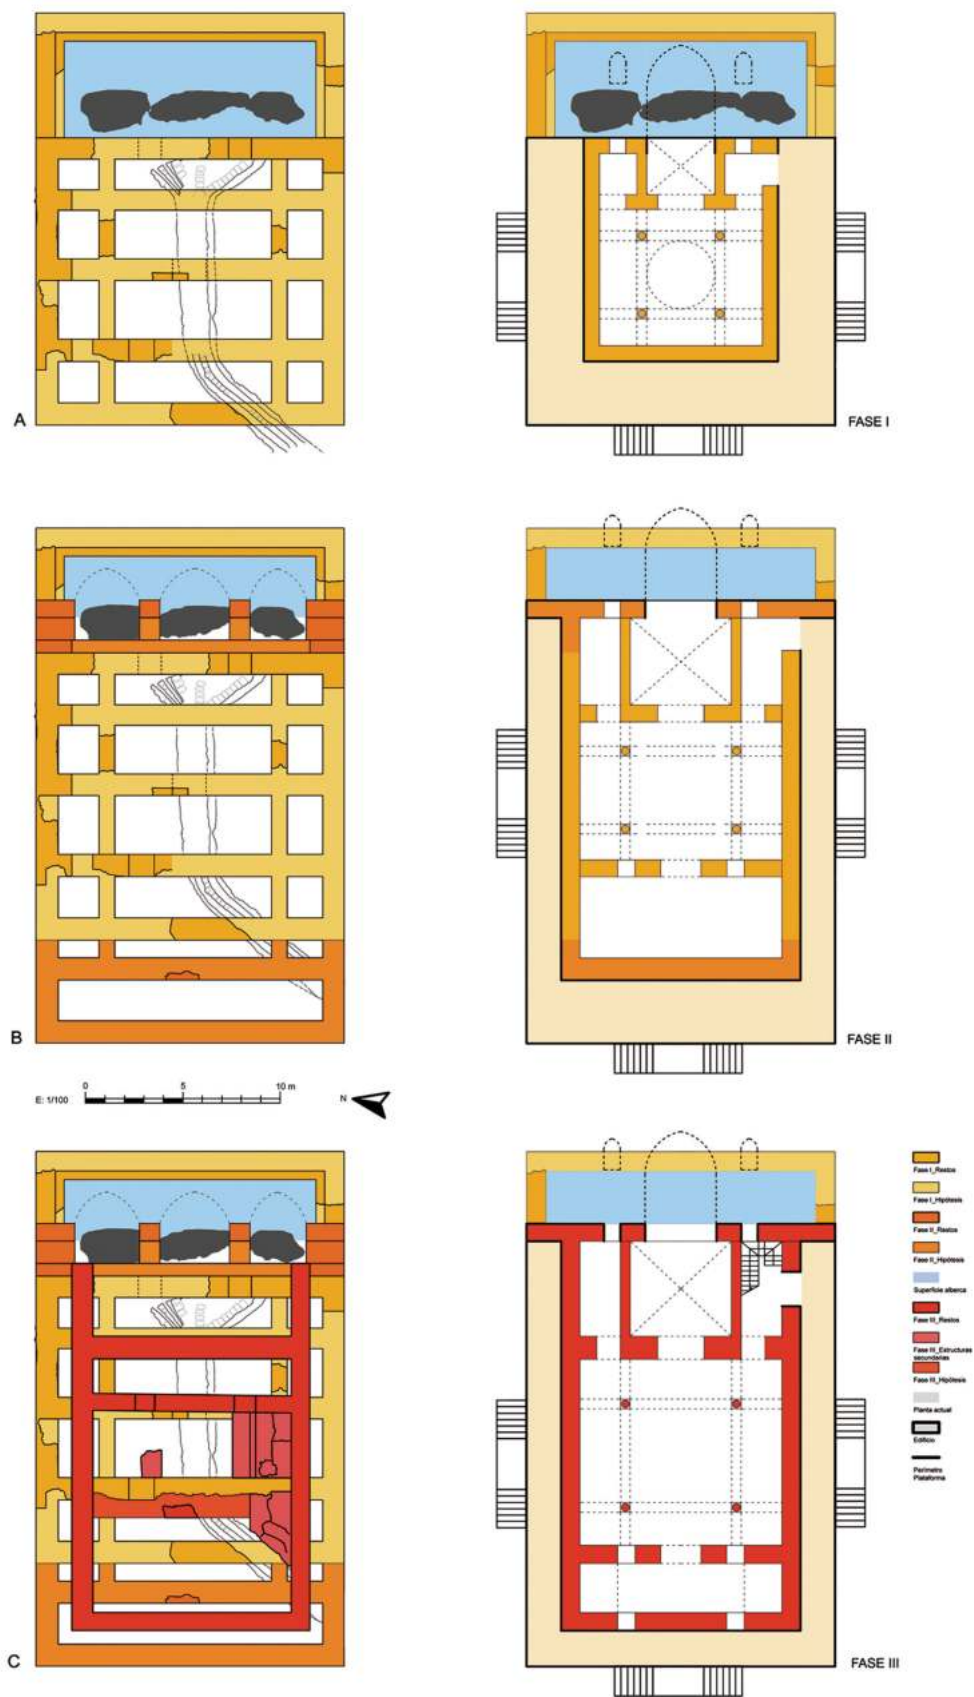 A
FASE I
B
FASE II
E: 1/100
0 5 10 m
N
Fase I_Restos
Fase I_Hipótesis
Fase II_Restos
Fase II_Hipótesis
Superficie alberca
Fase III_Restos
Fase III_Estructuras
secundarias
Fase III_Hipótesis
Planta actual
Edificio
Perímetro
Plataforma
C
FASE III